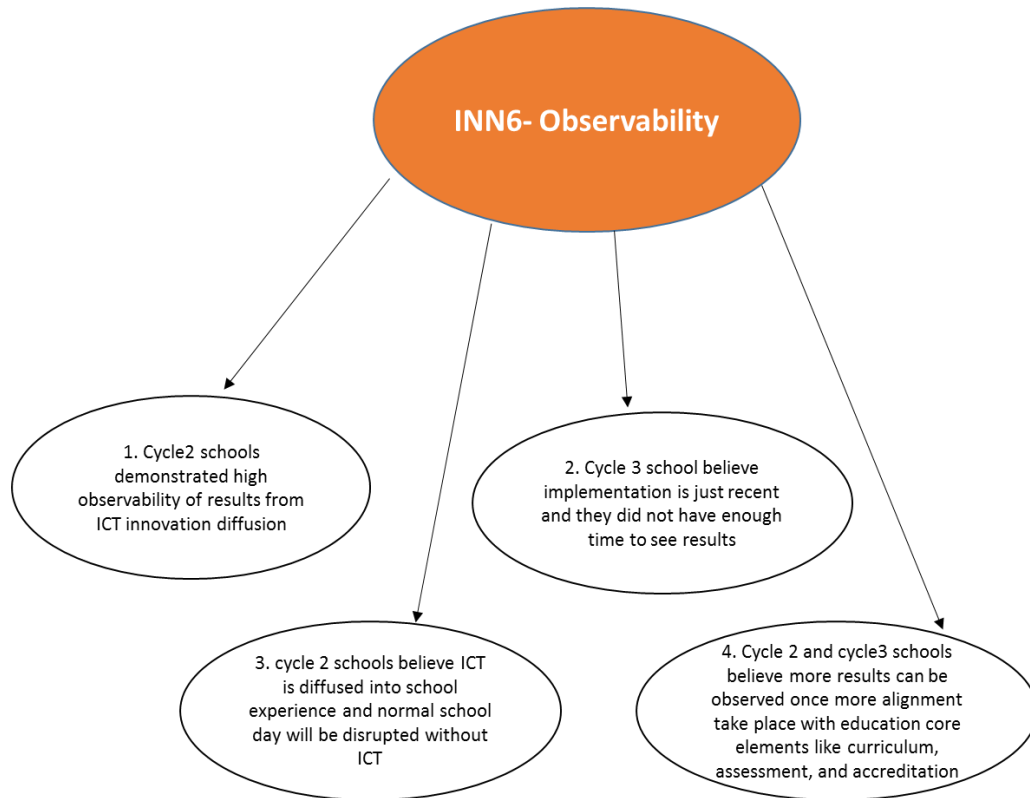 INN6- Observability
1. Cycle2 schools
demonstrated high
observability of results from
ICT innovation diffusion
2. Cycle 3 school believe
implementation is just recent
and they did not have enough
time to see results
3. cycle 2 schools believe ICT
is diffused into school
experience and normal school
day will be disrupted without
ICT
4. Cycle 2 and cycle3 schools
believe more results can be
observed once more alignment
take place with education core
elements like curriculum,
assessment, and accreditation